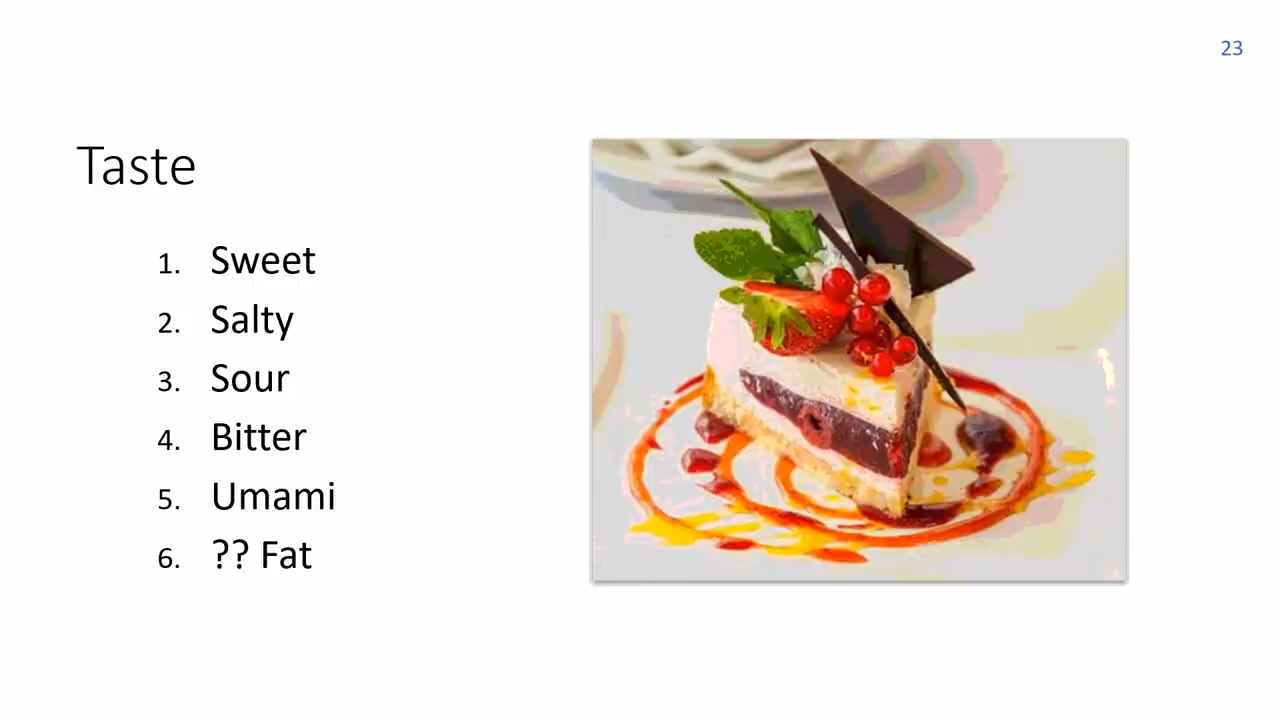 23
Taste
1. Sweet
2. Salty
3. Sour
4. Bitter
5. Umami
6. ?? Fat